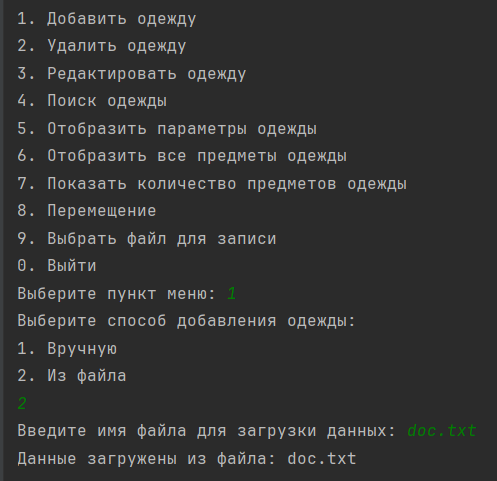 1. Добавить одежду
2. Удалить одежду
3. Редактировать одежду
4. Поиск одежды
5. Отобразить параметры одежды
6. Отобразить все предметы одежды
7. Показать количество предметов одежды
8. Перемещение
9. Выбрать файл для записи
0. Выйти
Выберите пункт меню: 1
Выберите способ добавления одежды:
1. Вручную
2. Из файла
2
Введите имя файла для загрузки данных: doc.txt
Данные загружены из файла: doc.txt